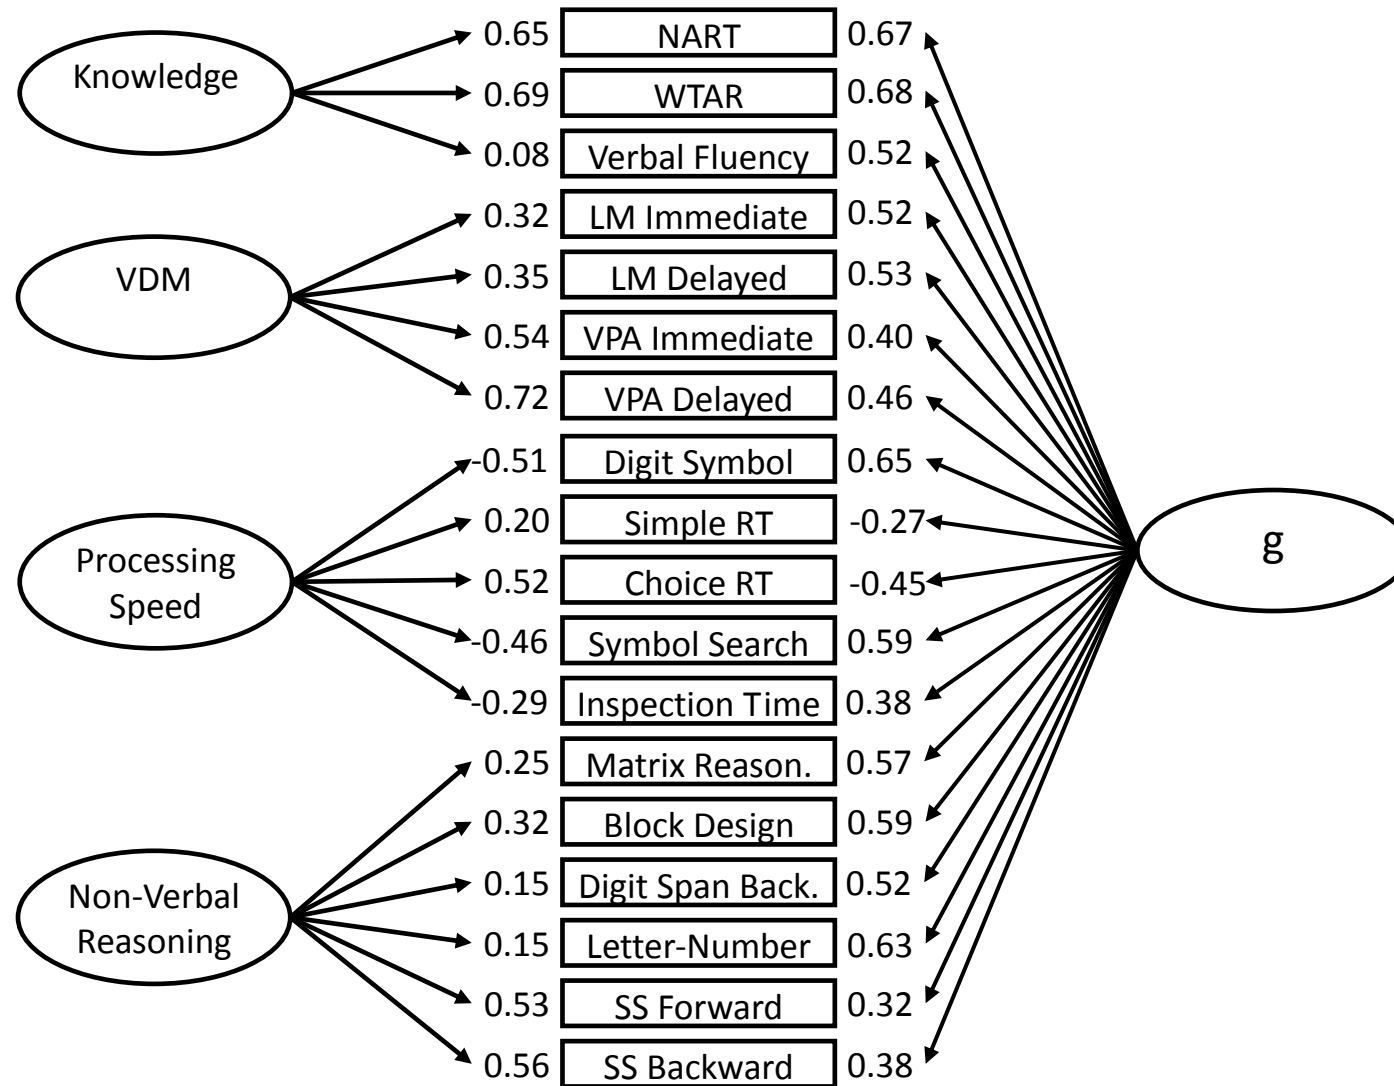 Knowledge
VDM
Processing
Speed
Non-Verbal
Reasoning
0.65 NART 0.67
0.69 WTAR 0.68
0.08 Verbal Fluency 0.52
0.32 LM Immediate 0.52
0.35 LM Delayed 0.53
0.54 VPA Immediate 0.40
0.72 VPA Delayed 0.46
-0.51 Digit Symbol 0.65
0.20 Simple RT -0.27
0.52 Choice RT -0.45
-0.46 Symbol Search 0.59
-0.29 Inspection Time 0.38
0.25 Matrix Reason. 0.57
0.32 Block Design 0.59
0.15 Digit Span Back. 0.52
0.15 Letter-Number 0.63
0.53 SS Forward 0.32
0.56 SS Backward 0.38
g